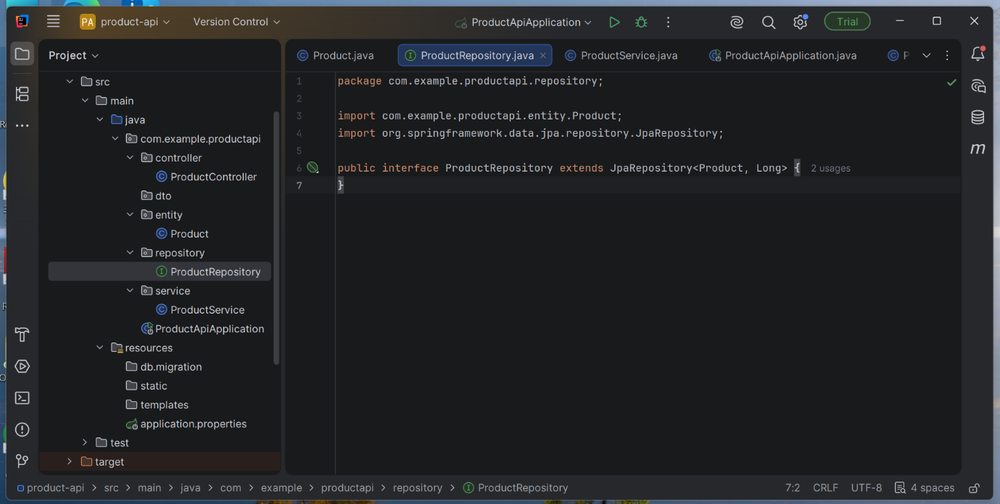 PA product-api Version Control ProductApiApplication Trial
Project
Product.java ProductRepository.java ProductService.java ProductApiApplication.java
src
main
java
com.example.productapi
controller
ProductController
dto
entity
Product
repository
ProductRepository
service
ProductService
ProductApiApplication
resources
db.migration
static
templates
application.properties
test
target
1 package com.example.productapi.repository;
2
3 import com.example.productapi.entity.Product;
4 import org.springframework.data.jpa.repository.JpaRepository;
5
6 public interface ProductRepository extends JpaRepository<Product, Long> { 2 usages
7 }
m
product-api > src > main > java > com > example > productapi > repository > ProductRepository 7:2 CRLF UTF-8 4 spaces